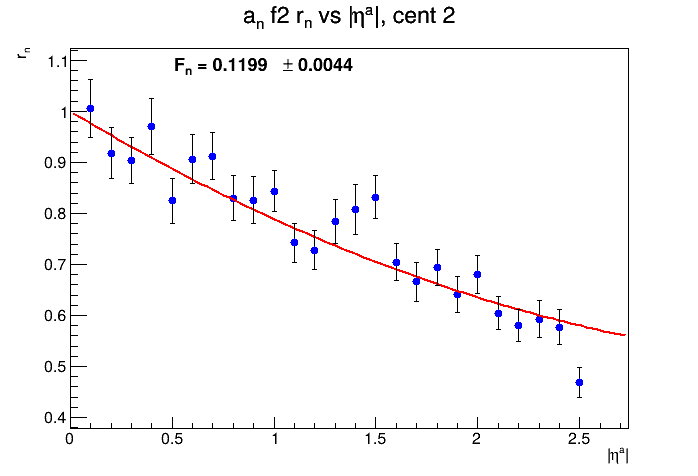 aₙ f2 rₙ vs |ηᵃ|, cent 2
rₙ
Fₙ = 0.1199 ± 0.0044
1.1
1
0.9
0.8
0.7
0.6
0.5
0.4
0 0.5 1 1.5 2 2.5
|ηᵃ|